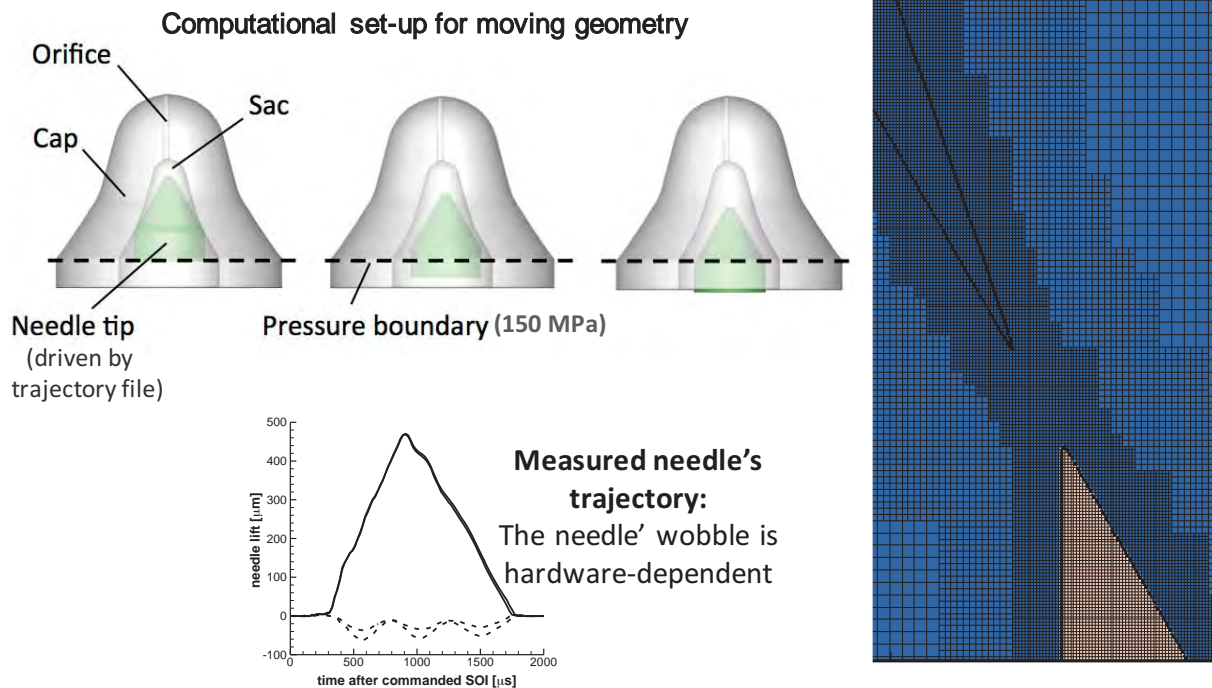 Computational set-up for moving geometry
Orifice
Sac
Cap
Needle tip
(driven by
trajectory file)
Pressure boundary (150 MPa)
500
400
300
200
100
0
-100
needle lift [μm]
0
500
1000
1500
2000
time after commanded SOI [μs]
Measured needle's
trajectory:
The needle' wobble is
hardware-dependent